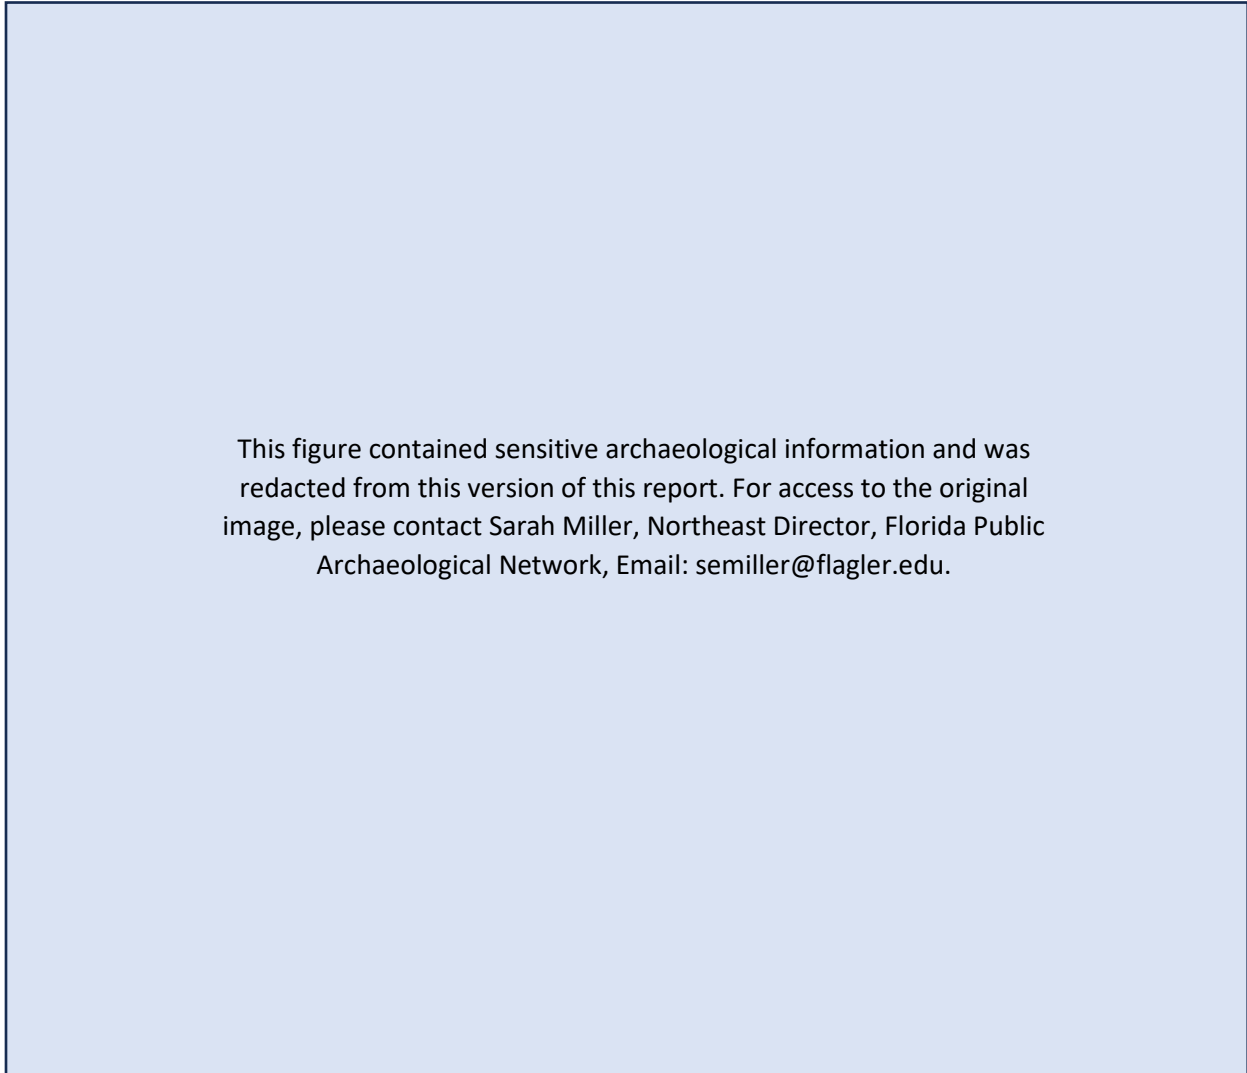 This figure contained sensitive archaeological information and was
redacted from this version of this report. For access to the original
image, please contact Sarah Miller, Northeast Director, Florida Public
Archaeological Network, Email: semiller@flagler.edu.